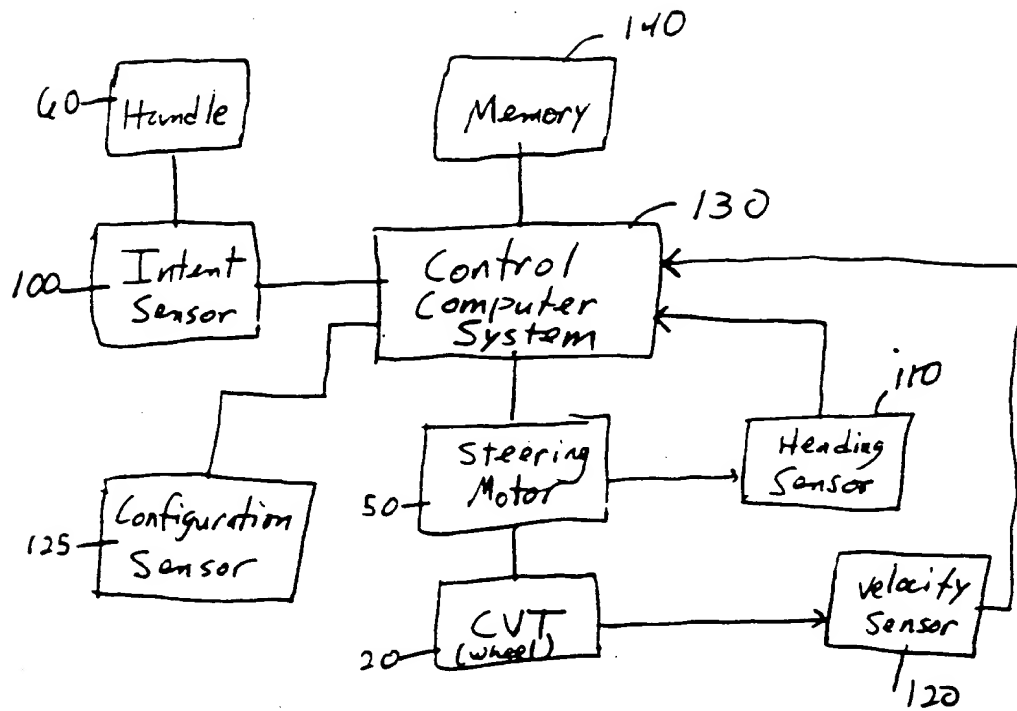 140
60
Handle
Memory
130
100
Intent
Sensor
Control
Computer
System
110
Steering
Motor
50
Heading
Sensor
Configuration
Sensor
125
CVT
(wheel)
20
velocity
Sensor
120